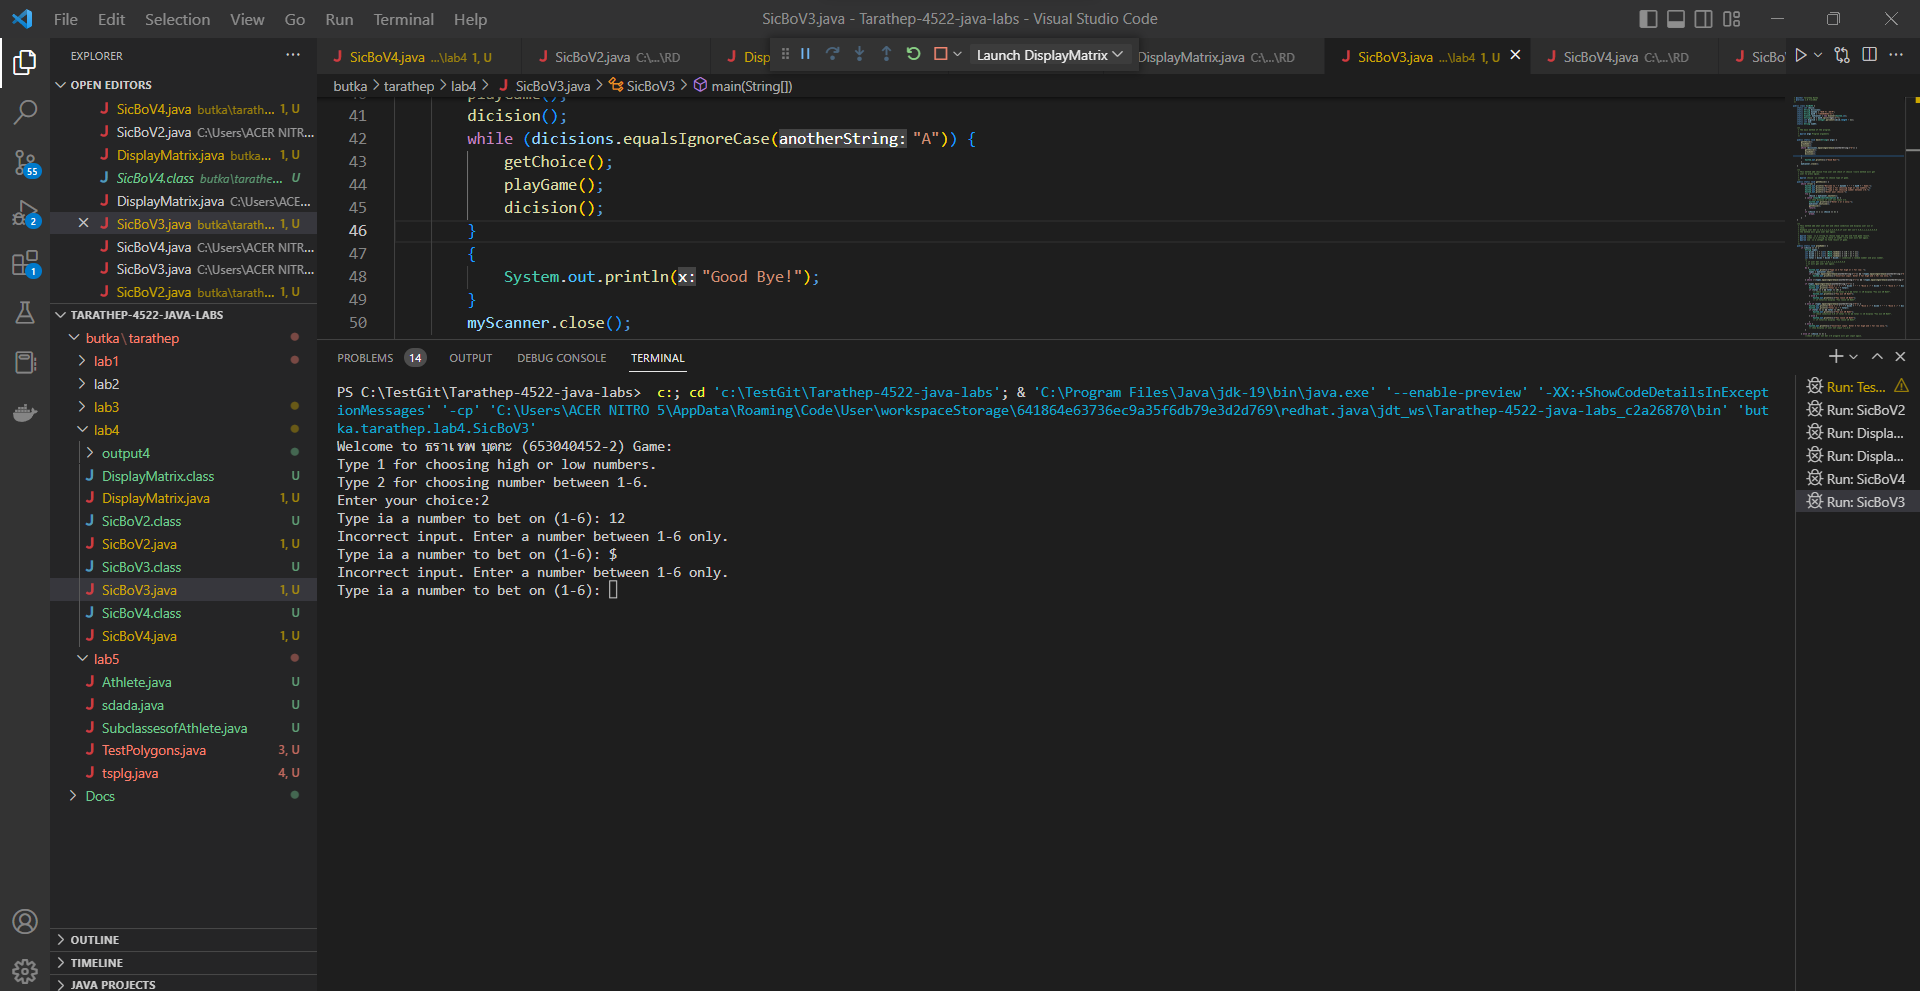 File Edit Selection View Go Run Terminal Help
SicBoV3.java - Tarathep-4522-java-labs - Visual Studio Code
EXPLORER
OPEN EDITORS
SicBoV4.java butka\tarath... 1, U
SicBoV2.java C:\Users\ACER NITR...
DisplayMatrix.java butka... 1, U
SicBoV4.class butka\tarathe... U
DisplayMatrix.java C:\Users\ACE...
SicBoV3.java butka\tarath... 1, U
SicBoV4.java C:\Users\ACER NITR...
SicBoV3.java C:\Users\ACER NITR...
SicBoV2.java butka\tarath... 1, U
TARATHEP-4522-JAVA-LABS
butka\tarathep
lab1
lab2
lab3
lab4
output4
DisplayMatrix.class U
DisplayMatrix.java 1, U
SicBoV2.class U
SicBoV2.java 1, U
SicBoV3.class U
SicBoV3.java 1, U
SicBoV4.class U
SicBoV4.java 1, U
lab5
Athlete.java U
sdada.java U
SubclassesofAthlete.java U
TestPolygons.java 3, U
tsplg.java 4, U
Docs
OUTLINE
TIMELINE
JAVA PROJECTS
55
2
1
SicBoV4.java ...\lab4 1, U
SicBoV2.java C:\...\RD
Disp
Launch DisplayMatrix
DisplayMatrix.java C:\...\RD
SicBoV3.java ...\lab4 1, U
SicBoV4.java C:\...\RD
SicBo
butka > tarathep > lab4 > SicBoV3.java > SicBoV3 > main(String[])
41 dicision();
42 while (dicisions.equalsIgnoreCase(anotherString: "A")) {
43 getChoice();
44 playGame();
45 dicision();
46 }
47 {
48 System.out.println(x: "Good Bye!");
49 }
50 myScanner.close();
PROBLEMS 14 OUTPUT DEBUG CONSOLE TERMINAL
PS C:\TestGit\Tarathep-4522-java-labs>  c:; cd 'c:\TestGit\Tarathep-4522-java-labs'; & 'C:\Program Files\Java\jdk-19\bin\java.exe' '--enable-preview' '-XX:+ShowCodeDetailsInExcept
ionMessages' '-cp' 'C:\Users\ACER NITRO 5\AppData\Roaming\Code\User\workspaceStorage\641864e63736ec9a35f6db79e3d2d769\redhat.java\jdt_ws\Tarathep-4522-java-labs_c2a26870\bin' 'but
ka.tarathep.lab4.SicBoV3'
Welcome to ธราเทพ บุตกะ (653040452-2) Game:
Type 1 for choosing high or low numbers.
Type 2 for choosing number between 1-6.
Enter your choice:2
Type ia a number to bet on (1-6): 12
Incorrect input. Enter a number between 1-6 only.
Type ia a number to bet on (1-6): $
Incorrect input. Enter a number between 1-6 only.
Type ia a number to bet on (1-6):
Run: Tes...
Run: SicBoV2
Run: Displa...
Run: Displa...
Run: SicBoV4
Run: SicBoV3